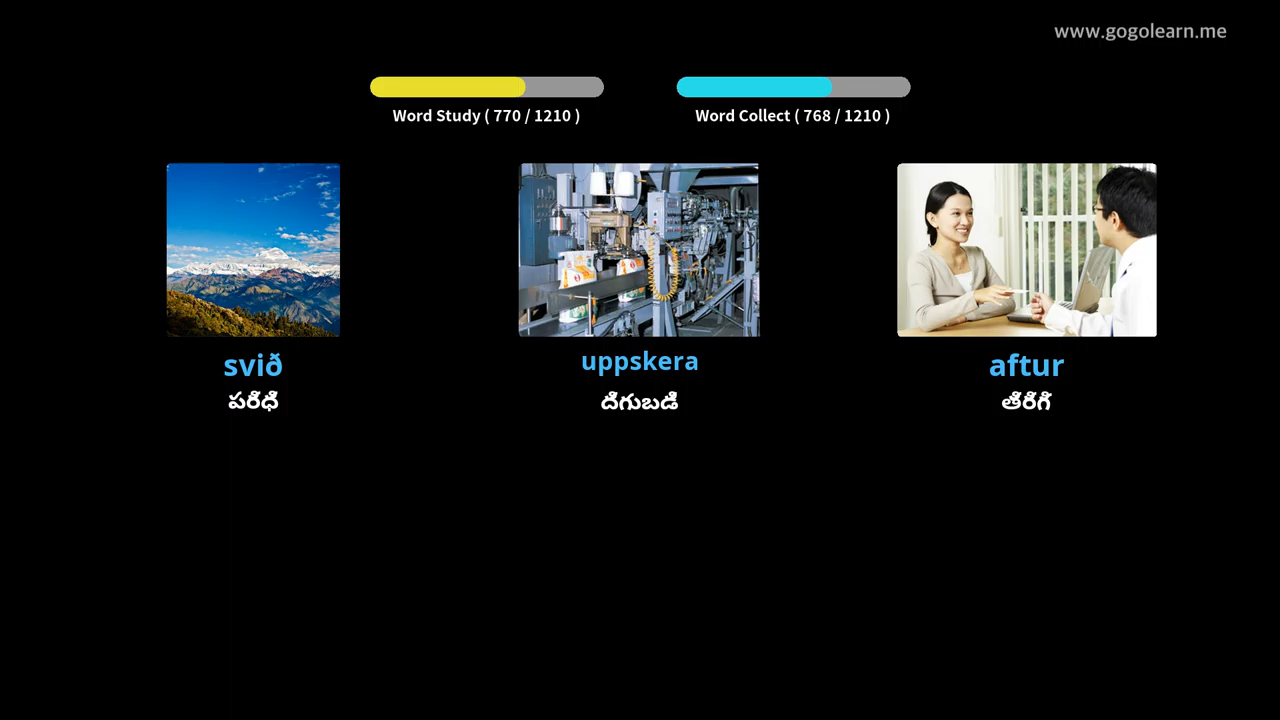 www.gogolearn.me
Word Study ( 770 / 1210 )
Word Collect ( 768 / 1210 )
svið
uppskera
aftur
పరిధి
దిగుబడి
తిరిగి